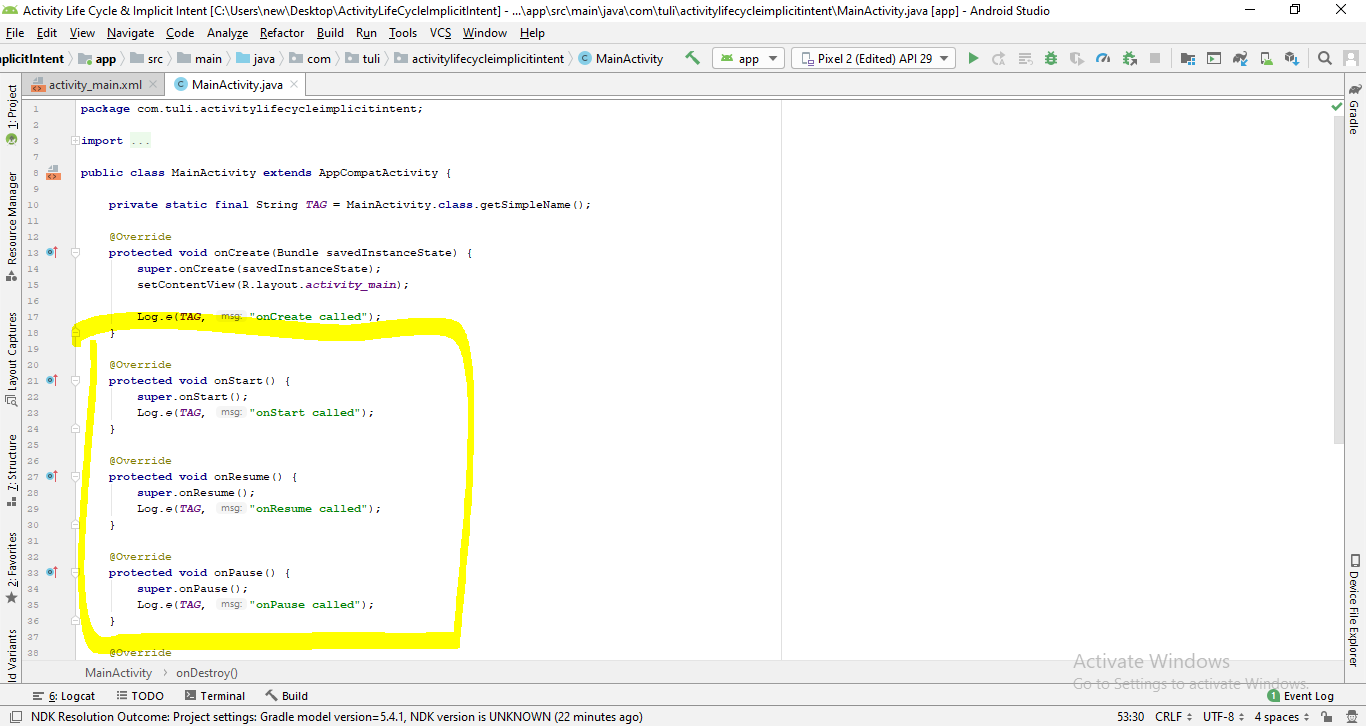 Activity Life Cycle & Implicit Intent [C:\Users\new\Desktop\ActivityLifeCycleImplicitIntent] - ...\app\src\main\java\com\tuli\activitylifecycleimplicitintent\MainActivity.java [app] - Android Studio
File Edit View Navigate Code Analyze Refactor Build Run Tools VCS Window Help
plicitIntent app src main java com tuli activitylifecycleimplicitintent MainActivity app Pixel 2 (Edited) API 29
activity_main.xml MainActivity.java
1: Project
Resource Manager
Layout Captures
7: Structure
2: Favorites
ld Variants
1 package com.tuli.activitylifecycleimplicitintent;
2
3 import ...
7
8 public class MainActivity extends AppCompatActivity {
9
10 private static final String TAG = MainActivity.class.getSimpleName();
11
12 @Override
13 protected void onCreate(Bundle savedInstanceState) {
14 super.onCreate(savedInstanceState);
15 setContentView(R.layout.activity_main);
16
17 Log.e(TAG, msg: "onCreate called");
18 }
19
20 @Override
21 protected void onStart() {
22 super.onStart();
23 Log.e(TAG, msg: "onStart called");
24 }
25
26 @Override
27 protected void onResume() {
28 super.onResume();
29 Log.e(TAG, msg: "onResume called");
30 }
31
32 @Override
33 protected void onPause() {
34 super.onPause();
35 Log.e(TAG, msg: "onPause called");
36 }
37
38 @Override
Gradle
Device File Explorer
Activate Windows
Go to Settings to activate Windows.
MainActivity onDestroy()
6: Logcat TODO Terminal Build 1 Event Log
NDK Resolution Outcome: Project settings: Gradle model version=5.4.1, NDK version is UNKNOWN (22 minutes ago) 53:30 CRLF UTF-8 4 spaces